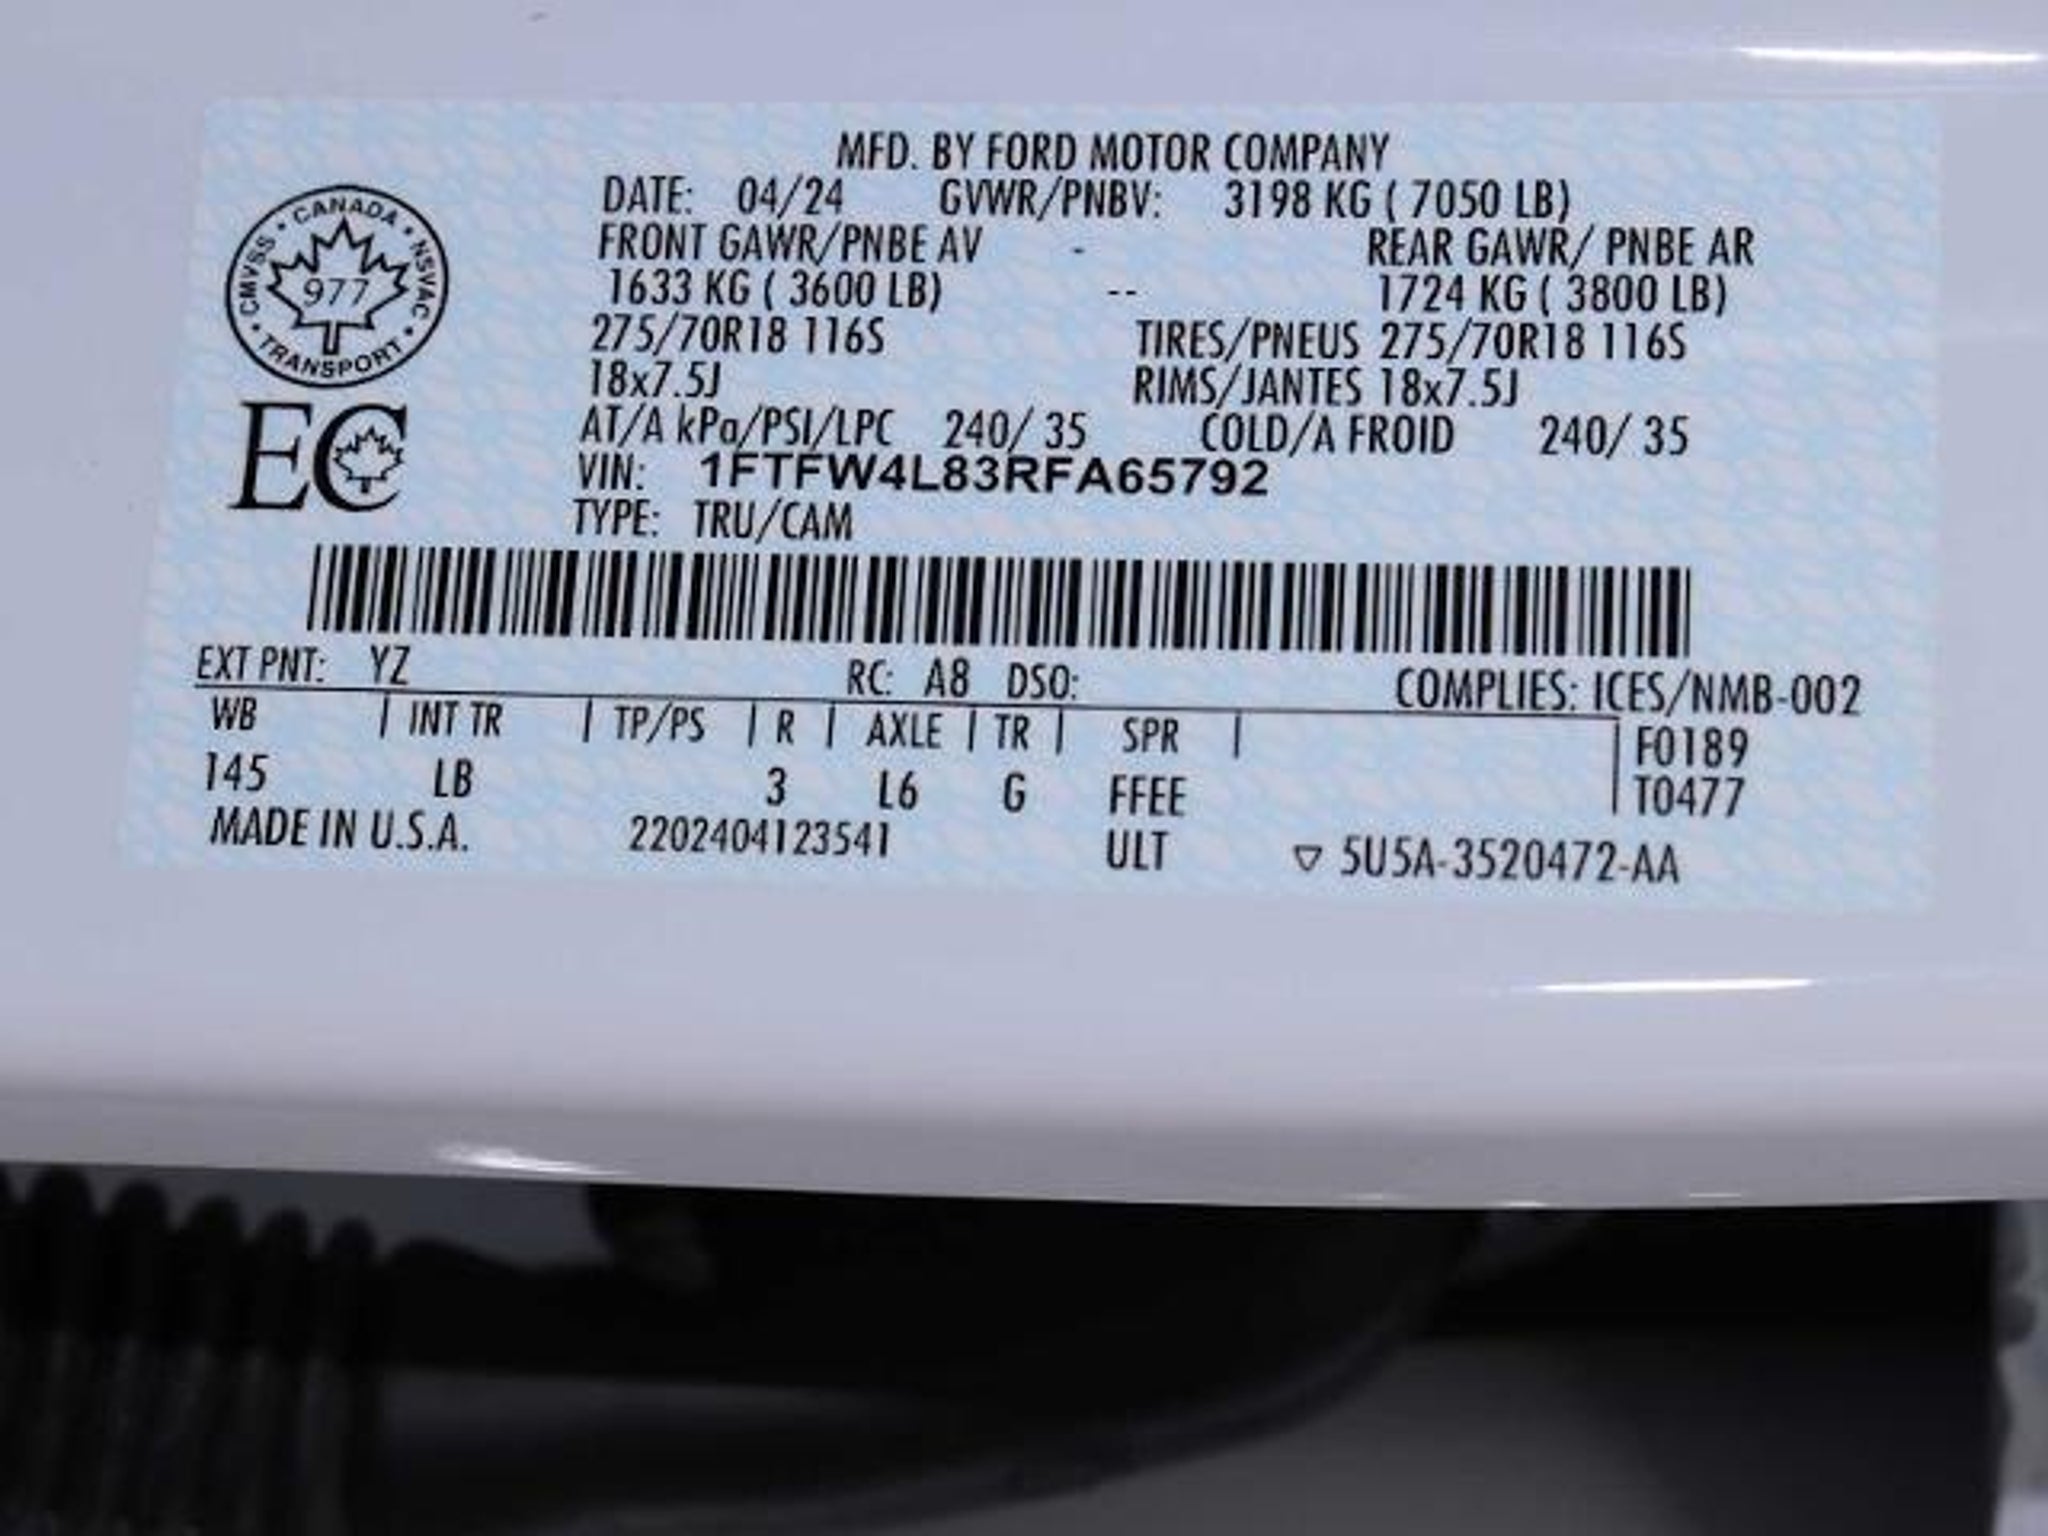 MFD. BY FORD MOTOR COMPANY
DATE: 04/24 GVWR/PNBV: 3198 KG ( 7050 LB)
FRONT GAWR/PNBE AV - REAR GAWR/ PNBE AR
1633 KG ( 3600 LB) -- 1724 KG ( 3800 LB)
275/70R18 116S TIRES/PNEUS 275/70R18 116S
18x7.5J RIMS/JANTES 18x7.5J
AT/A kPa/PSI/LPC 240/ 35 COLD/A FROID 240/ 35
VIN: 1FTFW4L83RFA65792
TYPE: TRU/CAM
CANADA • NSVAC • TRANSPORT • CMVSS •
977
EC
EXT PNT: YZ RC: A8 DSO: COMPLIES: ICES/NMB-002
WB | INT TR | TP/PS | R | AXLE | TR | SPR | F0189
145 LB 3 L6 G FFEE T0477
MADE IN U.S.A. 2202404123541 ULT ▽ 5U5A-3520472-AA